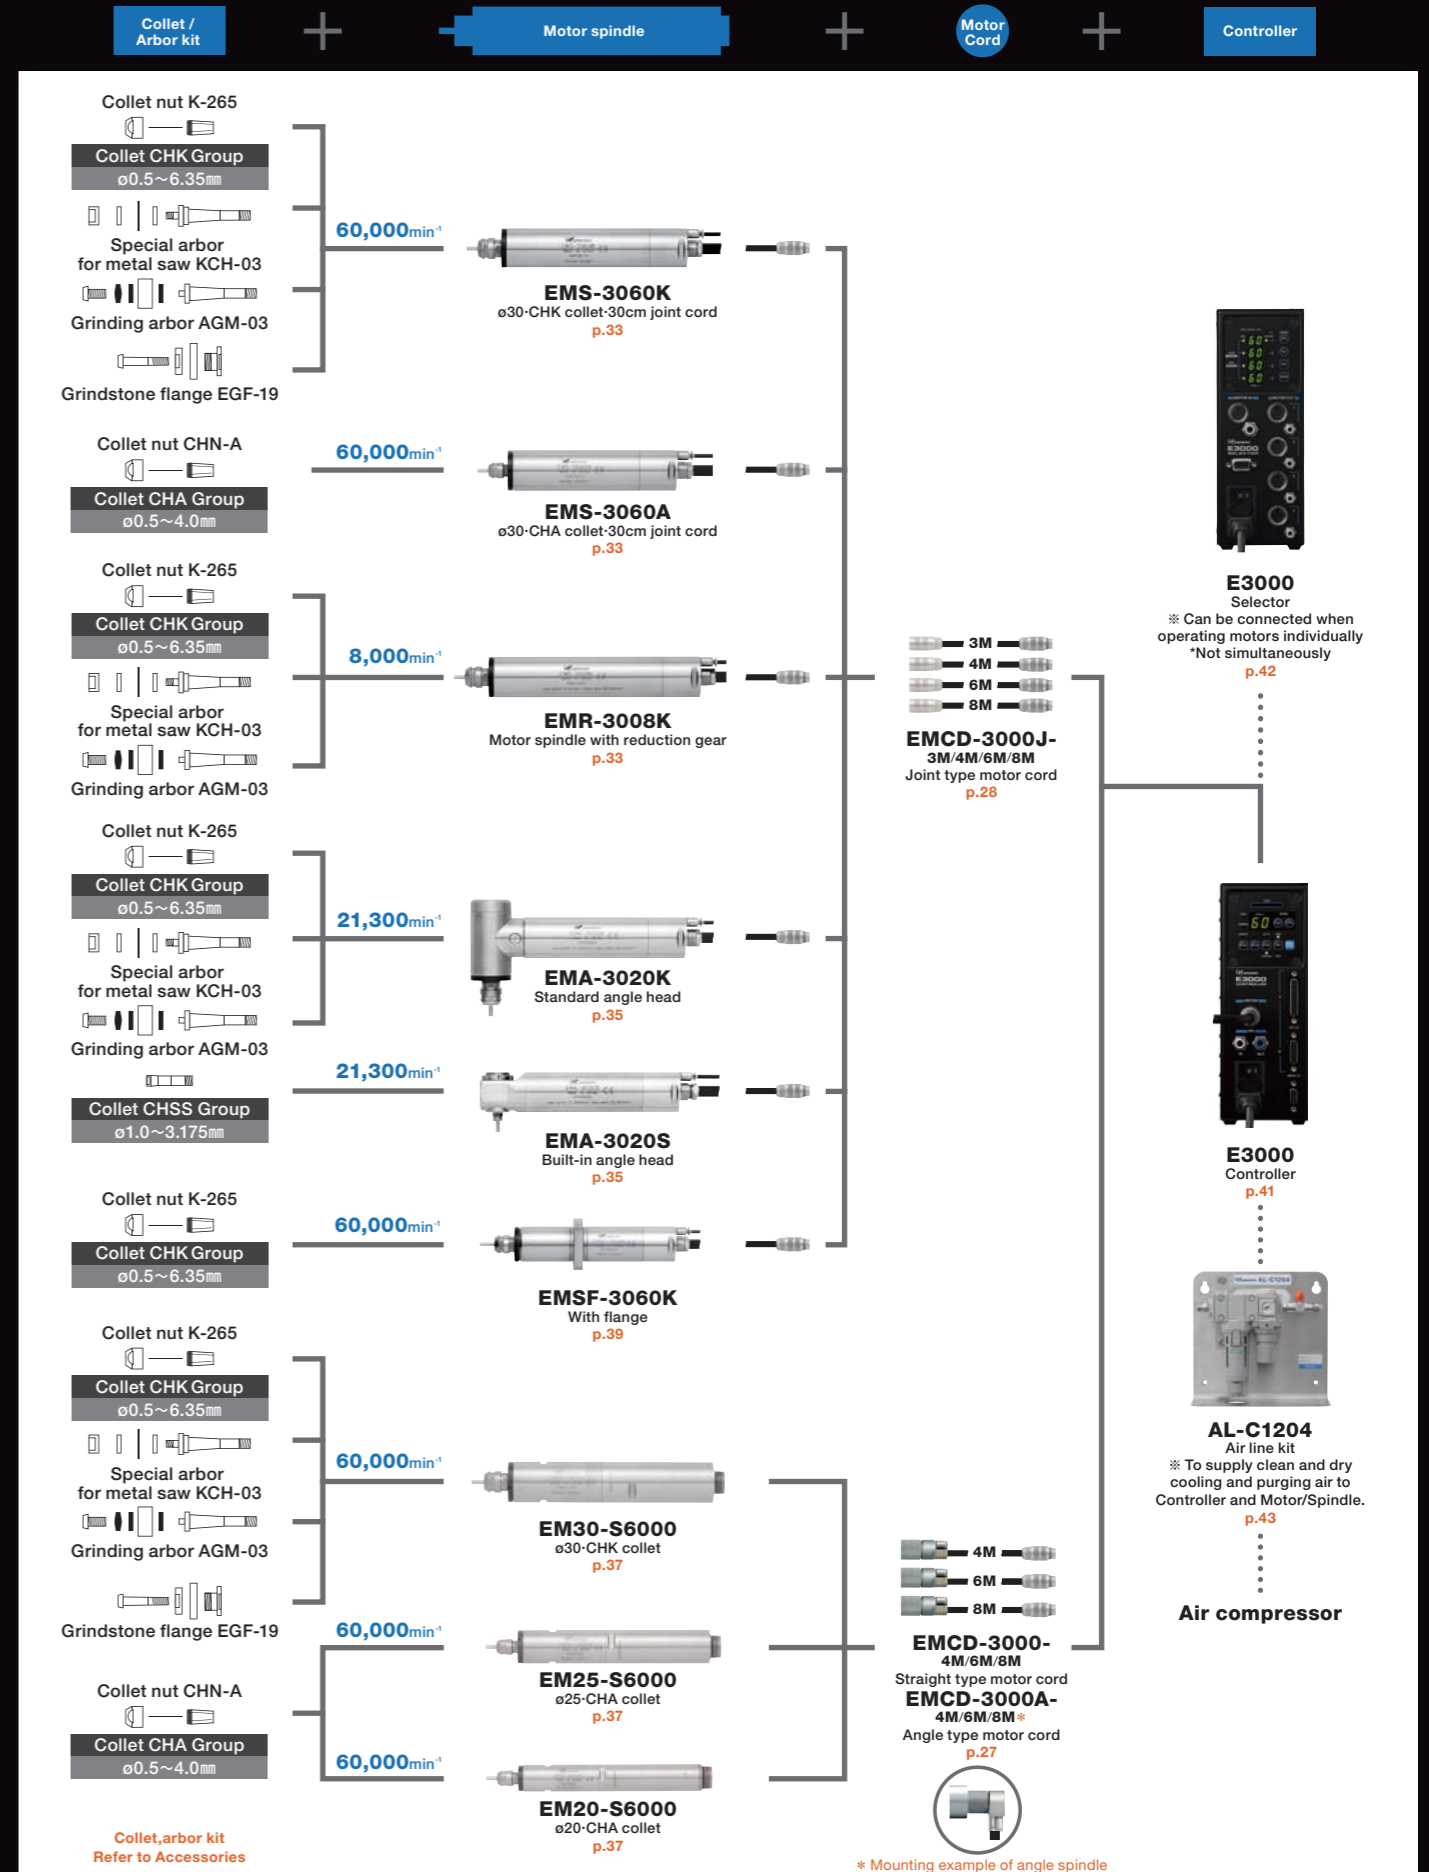 Collet /
Arbor kit
Motor spindle
Motor
Cord
Controller
Collet nut K-265
Collet CHK Group
ø0.5～6.35㎜
Special arbor
for metal saw KCH-03
Grinding arbor AGM-03
Grindstone flange EGF-19
60,000min⁻¹
EMS-3060K
ø30·CHK collet·30cm joint cord
p.33
Collet nut CHN-A
Collet CHA Group
ø0.5～4.0㎜
60,000min⁻¹
EMS-3060A
ø30·CHA collet·30cm joint cord
p.33
Collet nut K-265
Collet CHK Group
ø0.5～6.35㎜
Special arbor
for metal saw KCH-03
Grinding arbor AGM-03
8,000min⁻¹
EMR-3008K
Motor spindle with reduction gear
p.33
Collet nut K-265
Collet CHK Group
ø0.5～6.35㎜
Special arbor
for metal saw KCH-03
Grinding arbor AGM-03
21,300min⁻¹
EMA-3020K
Standard angle head
p.35
Collet CHSS Group
ø1.0～3.175㎜
21,300min⁻¹
EMA-3020S
Built-in angle head
p.35
Collet nut K-265
Collet CHK Group
ø0.5～6.35㎜
60,000min⁻¹
EMSF-3060K
With flange
p.39
Collet nut K-265
Collet CHK Group
ø0.5～6.35㎜
Special arbor
for metal saw KCH-03
Grinding arbor AGM-03
Grindstone flange EGF-19
60,000min⁻¹
EM30-S6000
ø30·CHK collet
p.37
Collet nut CHN-A
Collet CHA Group
ø0.5～4.0㎜
60,000min⁻¹
EM25-S6000
ø25·CHA collet
p.37
60,000min⁻¹
EM20-S6000
ø20·CHA collet
p.37
Collet,arbor kit
Refer to Accessories
3M
4M
6M
8M
EMCD-3000J-
3M/4M/6M/8M
Joint type motor cord
p.28
4M
6M
8M
EMCD-3000-
4M/6M/8M
Straight type motor cord
EMCD-3000A-
4M/6M/8M*
Angle type motor cord
p.27
* Mounting example of angle spindle
60
60
60
60
E3000
SELECTOR
E3000
Selector
※ Can be connected when
operating motors individually
*Not simultaneously
p.42
60
E3000
CONTROLLER
E3000
Controller
p.41
AL-C1204
AL-C1204
Air line kit
※ To supply clean and dry
cooling and purging air to
Controller and Motor/Spindle.
p.43
Air compressor